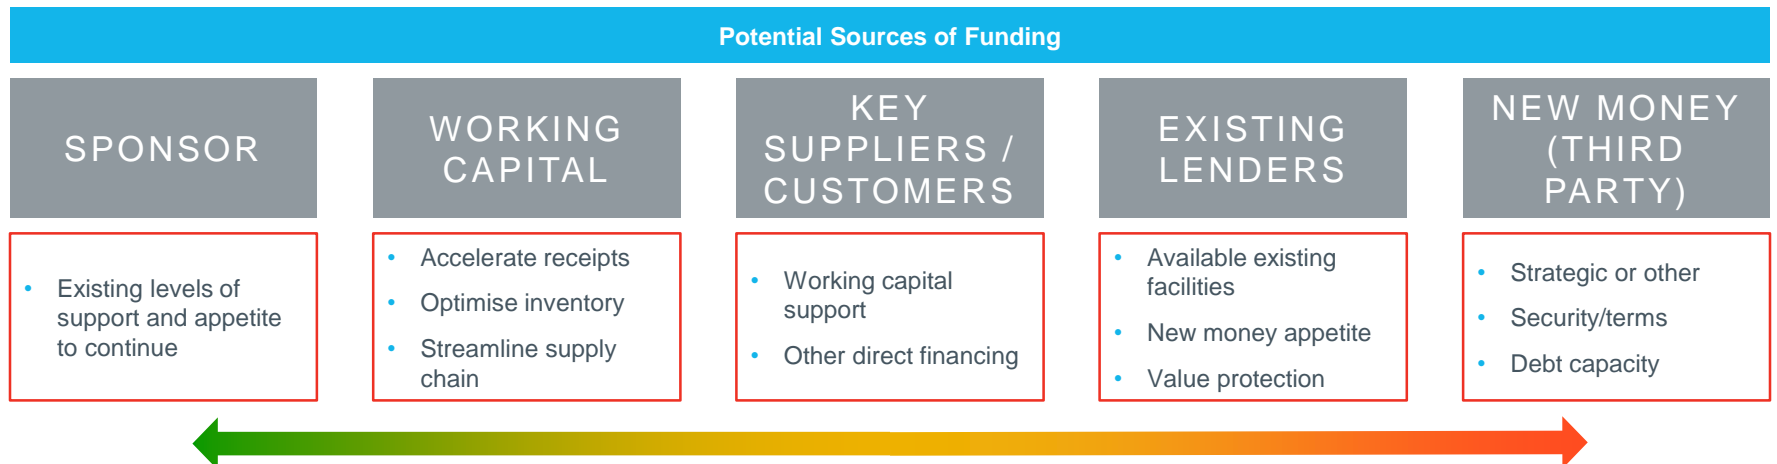 Potential Sources of Funding
SPONSOR
• Existing levels of
support and appetite
to continue
WORKING
CAPITAL
• Accelerate receipts
• Optimise inventory
• Streamline supply
chain
KEY
SUPPLIERS /
CUSTOMERS
• Working capital
support
• Other direct financing
EXISTING
LENDERS
• Available existing
facilities
• New money appetite
• Value protection
NEW MONEY
(THIRD
PARTY)
• Strategic or other
• Security/terms
• Debt capacity